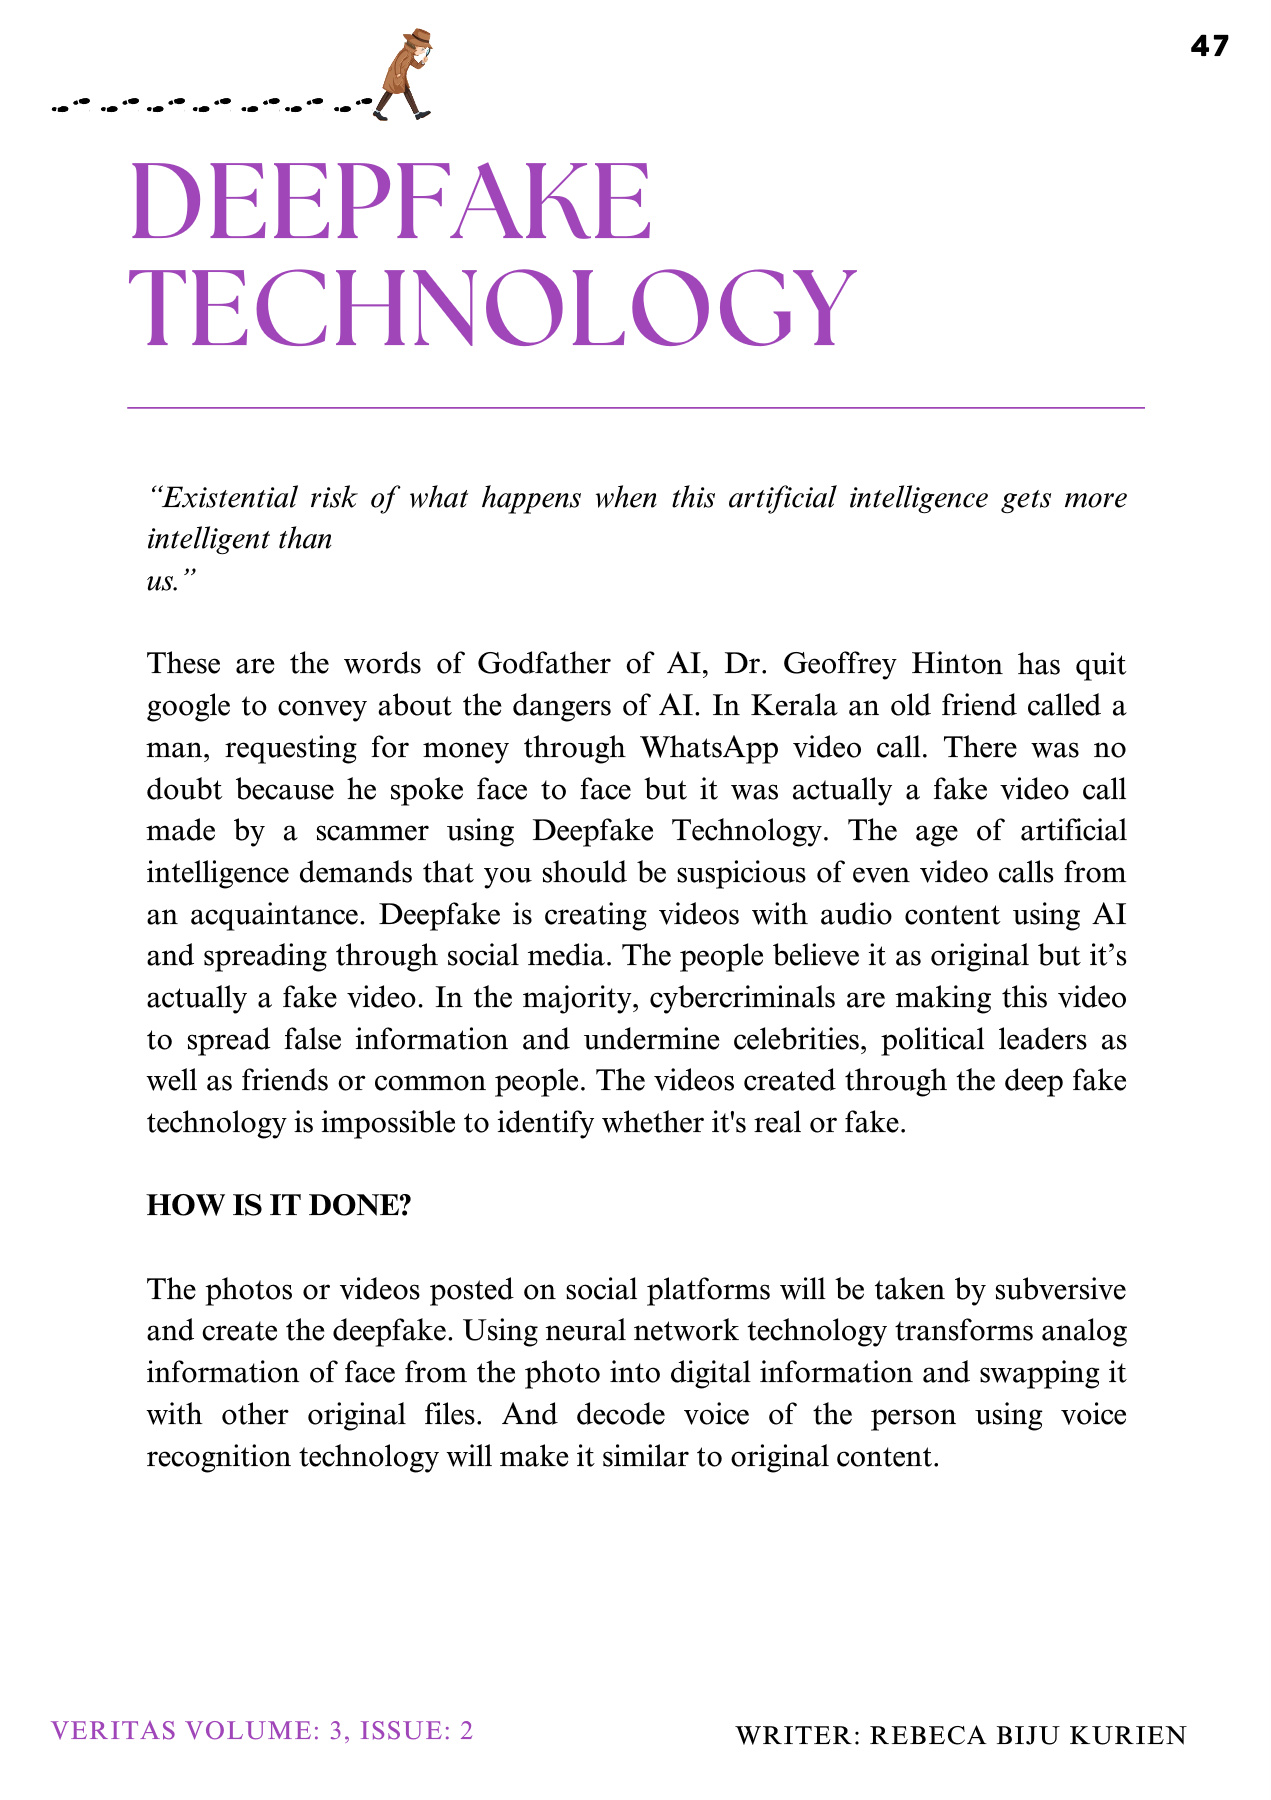 47
DEEPFAKE
TECHNOLOGY
“Existential risk of what happens when this artificial intelligence gets more
intelligent than
us.”
These are the words of Godfather of AI, Dr. Geoffrey Hinton has quit
google to convey about the dangers of AI. In Kerala an old friend called a
man, requesting for money through WhatsApp video call. There was no
doubt because he spoke face to face but it was actually a fake video call
made by a scammer using Deepfake Technology. The age of artificial
intelligence demands that you should be suspicious of even video calls from
an acquaintance. Deepfake is creating videos with audio content using AI
and spreading through social media. The people believe it as original but it’s
actually a fake video. In the majority, cybercriminals are making this video
to spread false information and undermine celebrities, political leaders as
well as friends or common people. The videos created through the deep fake
technology is impossible to identify whether it's real or fake.
HOW IS IT DONE?
The photos or videos posted on social platforms will be taken by subversive
and create the deepfake. Using neural network technology transforms analog
information of face from the photo into digital information and swapping it
with other original files. And decode voice of the person using voice
recognition technology will make it similar to original content.
VERITAS VOLUME: 3, ISSUE: 2
WRITER: REBECA BIJU KURIEN